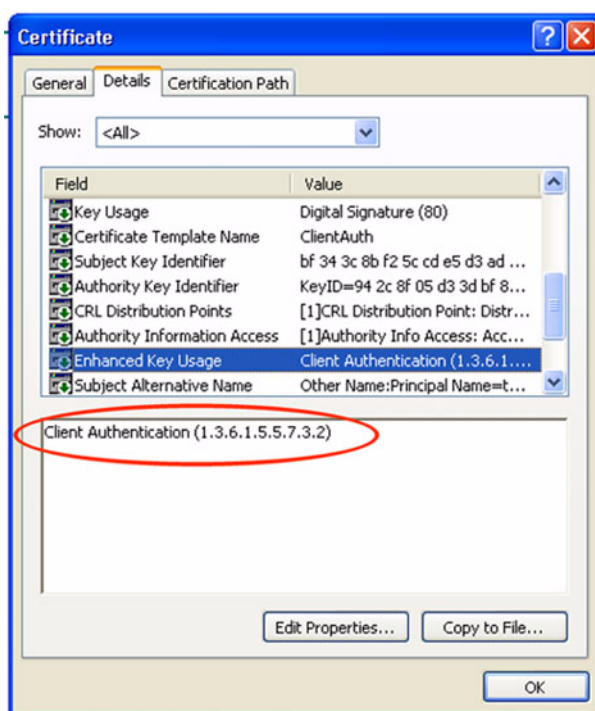 Certificate
General Details Certification Path
Show: <All>
Field Value
Key Usage Digital Signature (80)
Certificate Template Name ClientAuth
Subject Key Identifier bf 34 3c 8b f2 5c cd e5 d3 ad ...
Authority Key Identifier KeyID=94 2c 8f 05 d3 3d bf 8...
CRL Distribution Points [1]CRL Distribution Point: Distr...
Authority Information Access [1]Authority Info Access: Acc...
Enhanced Key Usage Client Authentication (1.3.6.1....
Subject Alternative Name Other Name:Principal Name=t...
Client Authentication (1.3.6.1.5.5.7.3.2)
Edit Properties... Copy to File...
OK